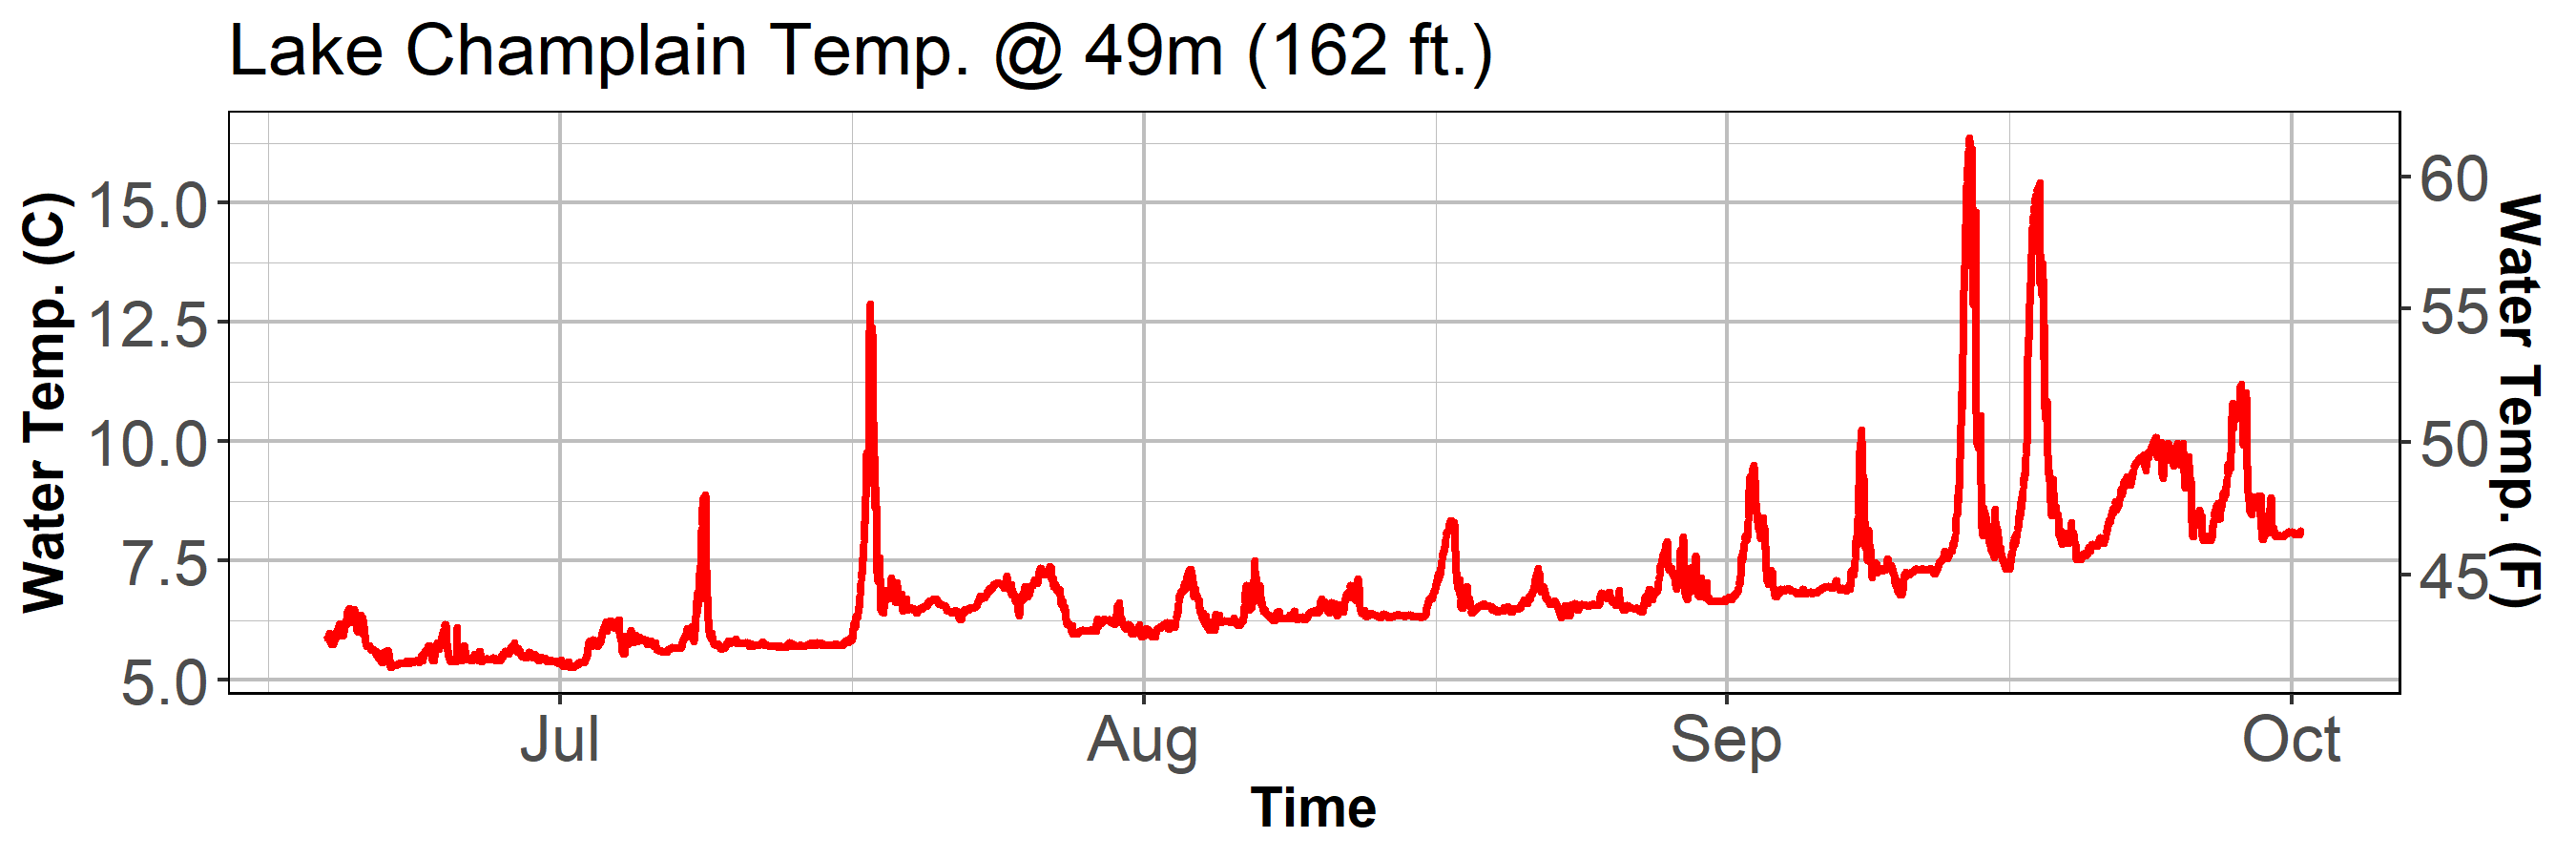 Lake Champlain Temp. @ 49m (162 ft.)
Water Temp. (C)
15.0
12.5
10.0
7.5
5.0
60
55
50
45
Water Temp. (F)
Jul Aug Sep Oct
Time